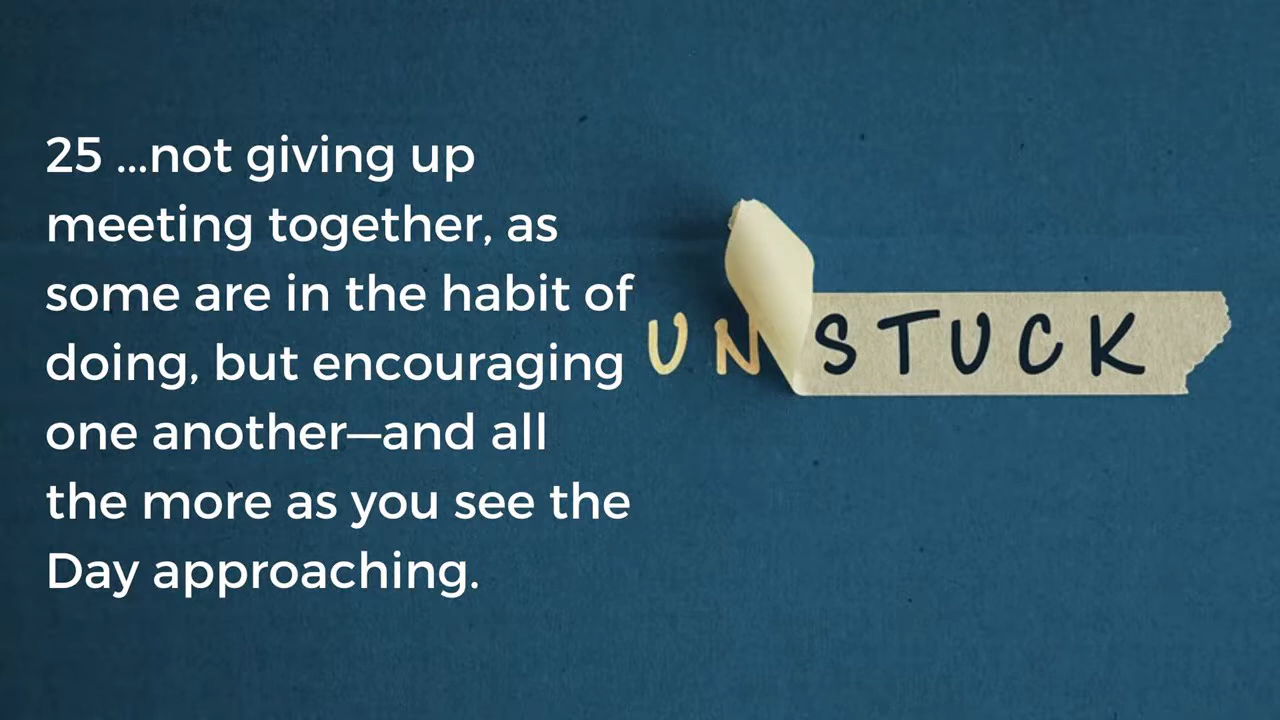 25 ...not giving up
meeting together, as
some are in the habit of
doing, but encouraging
one another—and all
the more as you see the
Day approaching.
UNSTUCK